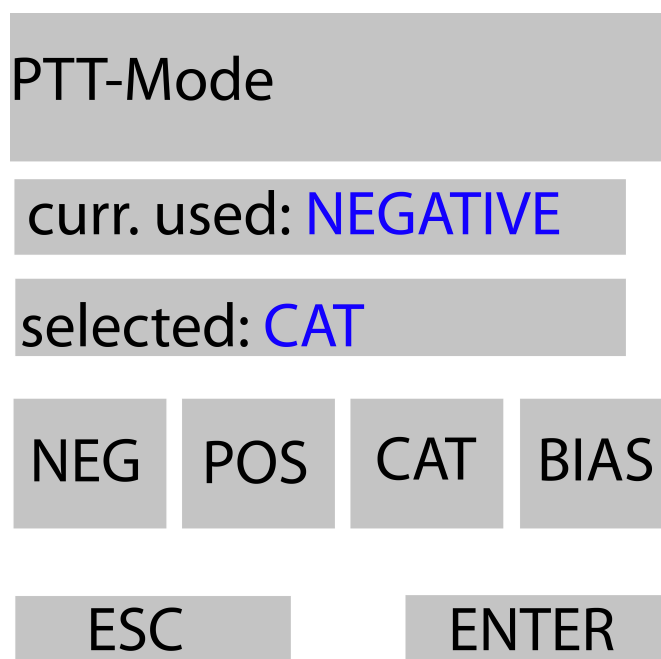 PTT-Mode
curr. used: NEGATIVE
selected: CAT
NEG POS CAT BIAS
ESC ENTER